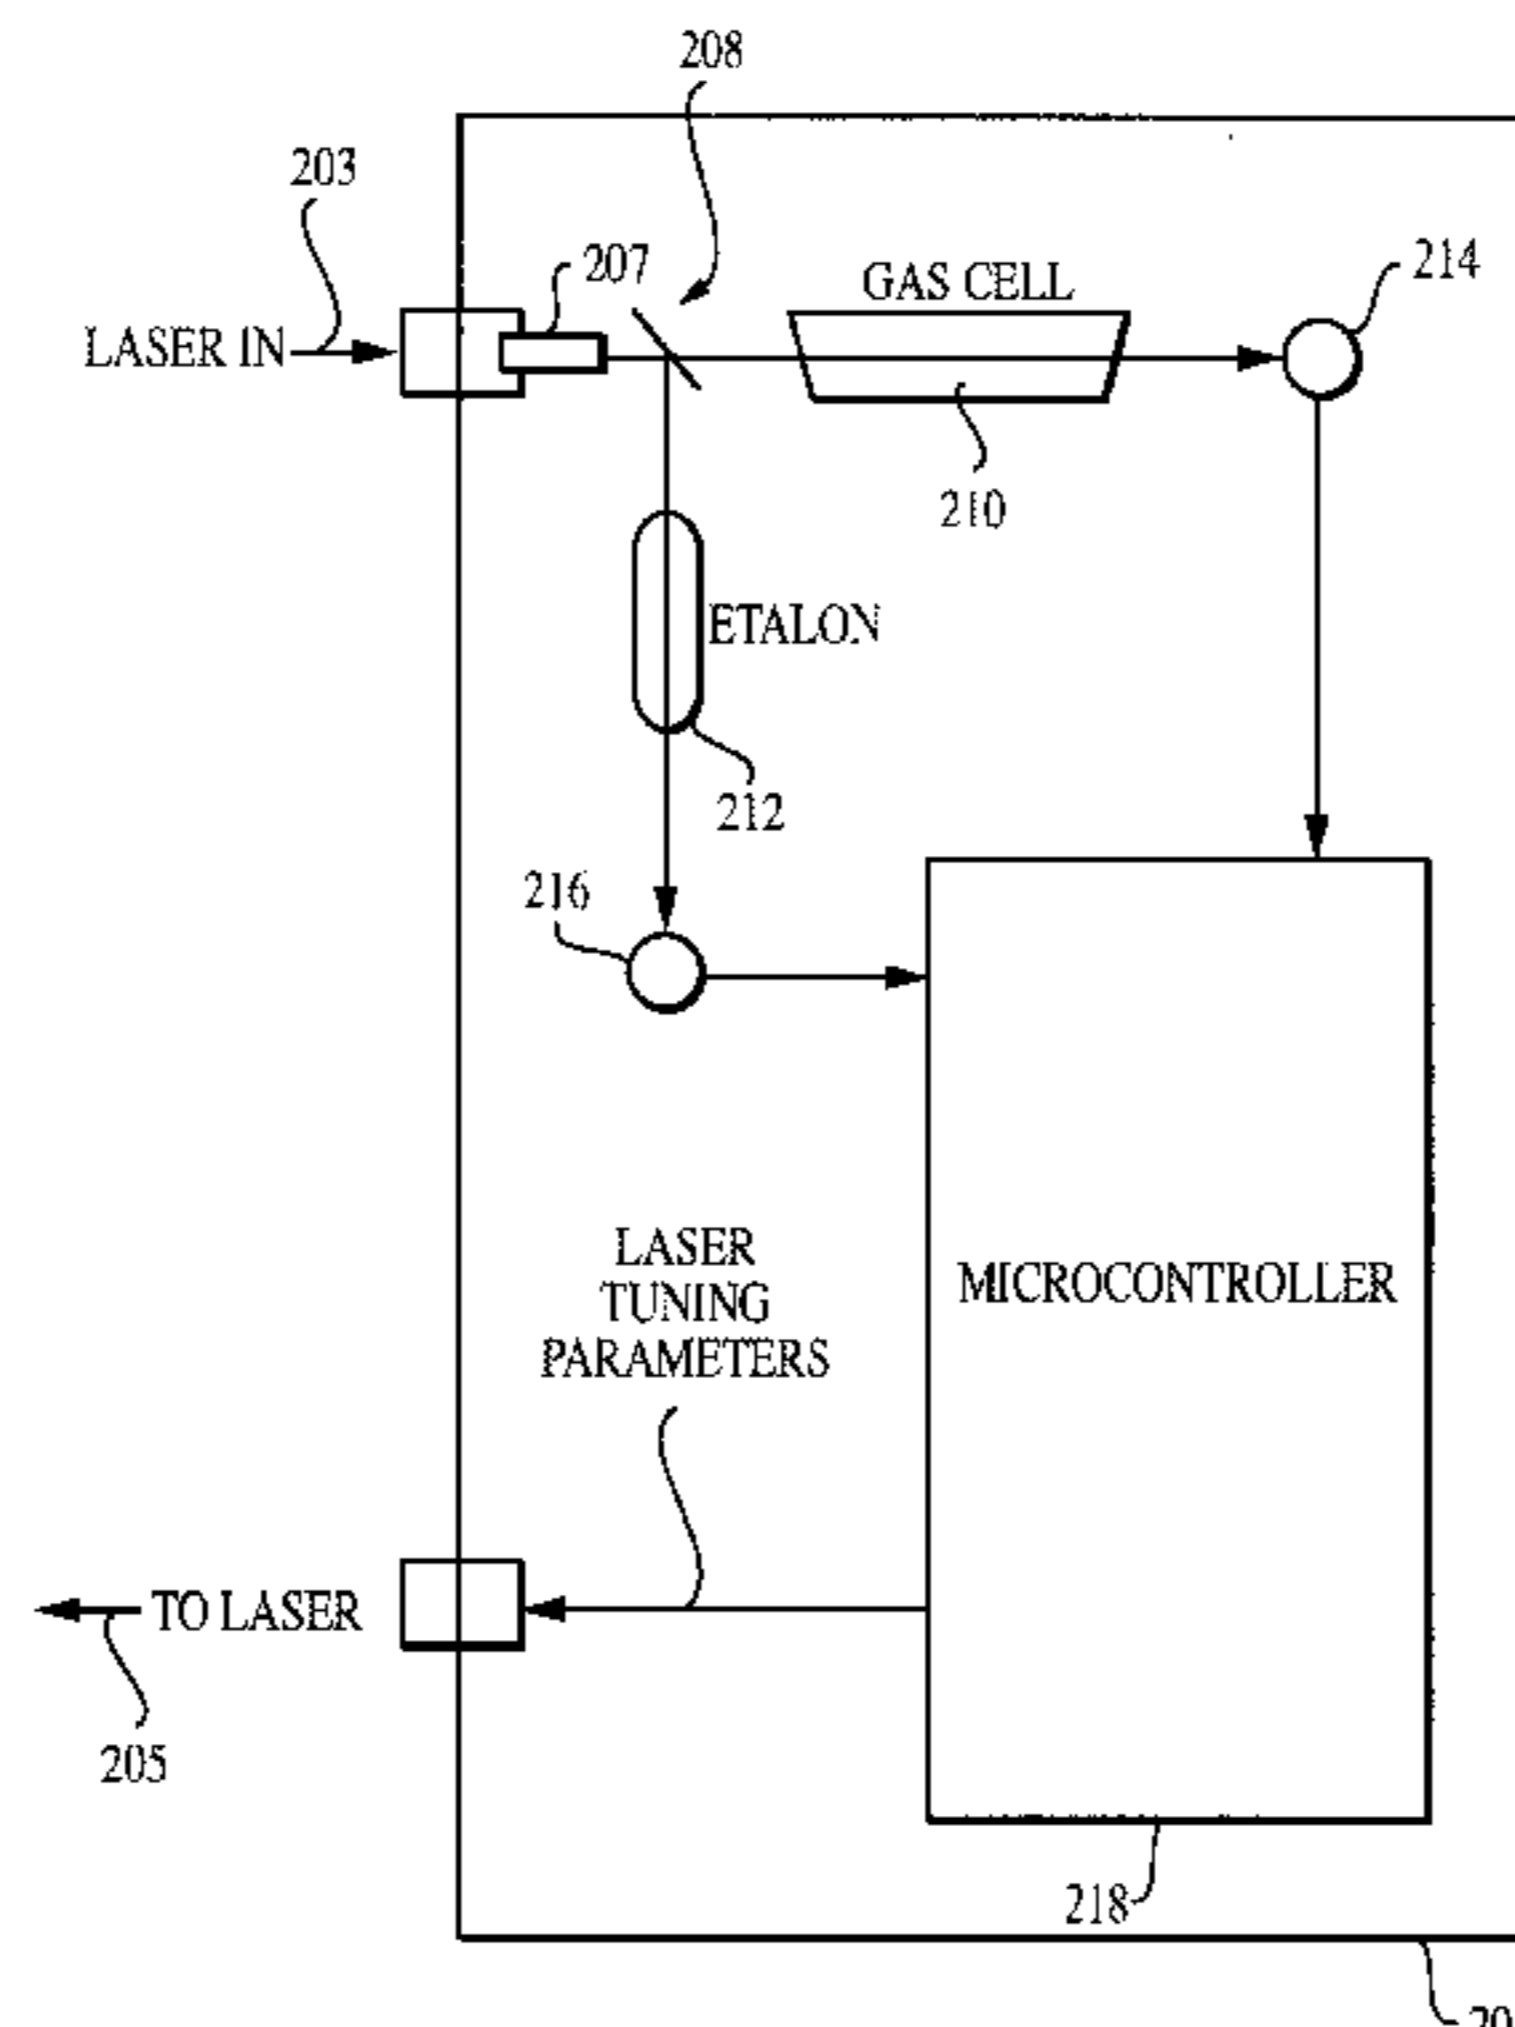 208
203
207
214
GAS CELL
LASER IN
210
ETALON
212
216
LASER
TUNING
PARAMETERS
MICROCONTROLLER
TO LASER
205
218